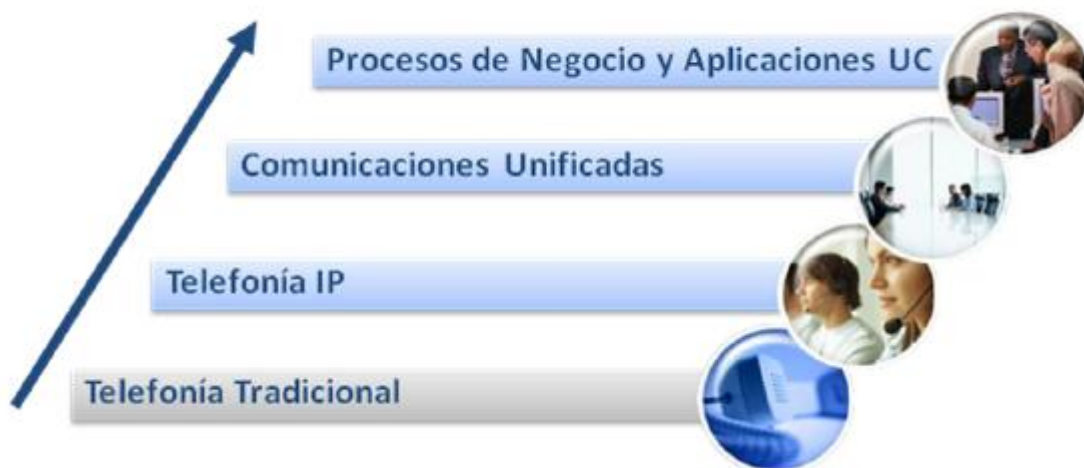 Procesos de Negocio y Aplicaciones UC
Comunicaciones Unificadas
Telefonía IP
Telefonía Tradicional